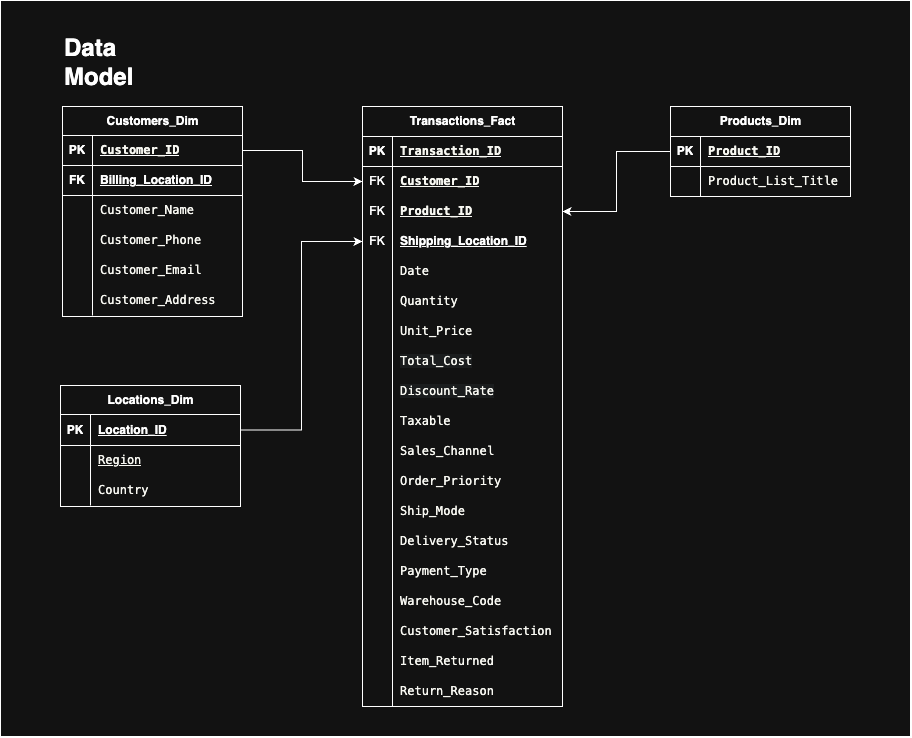 Data
Model
Customers_Dim
PK Customer_ID
FK Billing_Location_ID
Customer_Name
Customer_Phone
Customer_Email
Customer_Address
Locations_Dim
PK Location_ID
Region
Country
Transactions_Fact
PK Transaction_ID
FK Customer_ID
FK Product_ID
FK Shipping_Location_ID
Date
Quantity
Unit_Price
Total_Cost
Discount_Rate
Taxable
Sales_Channel
Order_Priority
Ship_Mode
Delivery_Status
Payment_Type
Warehouse_Code
Customer_Satisfaction
Item_Returned
Return_Reason
Products_Dim
PK Product_ID
Product_List_Title